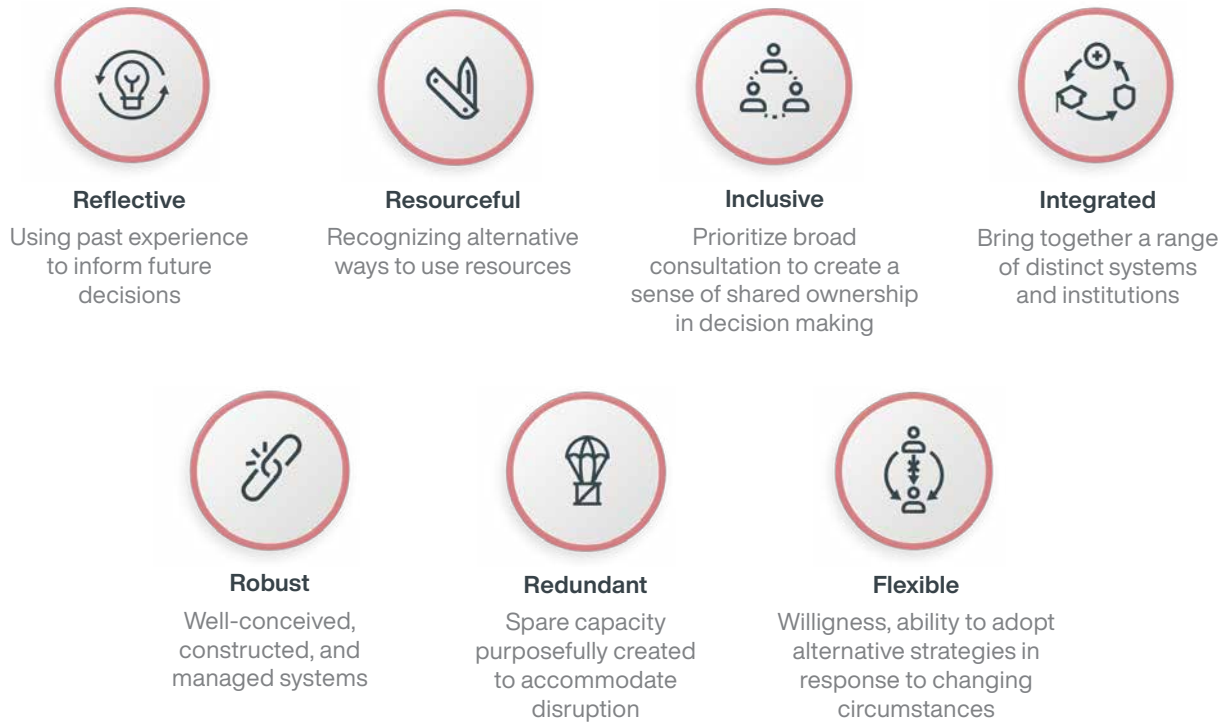 Reflective
Using past experience
to inform future
decisions
Resourceful
Recognizing alternative
ways to use resources
Inclusive
Prioritize broad
consultation to create a
sense of shared ownership
in decision making
Integrated
Bring together a range
of distinct systems
and institutions
Robust
Well-conceived,
constructed, and
managed systems
Redundant
Spare capacity
purposefully created
to accommodate
disruption
Flexible
Willigness, ability to adopt
alternative strategies in
response to changing
circumstances